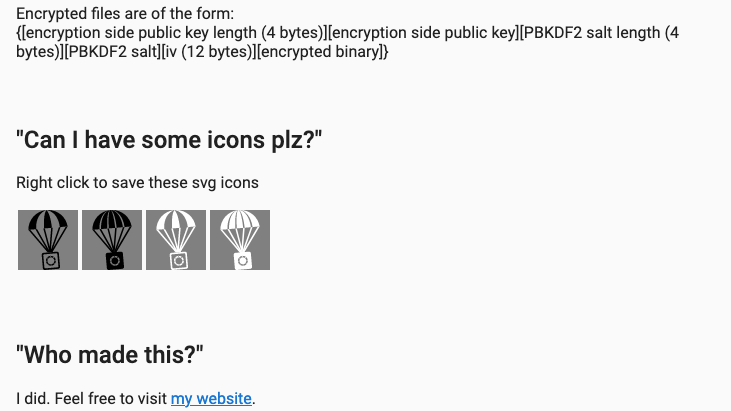 Encrypted files are of the form:
{[encryption side public key length (4 bytes)][encryption side public key][PBKDF2 salt length (4
bytes)][PBKDF2 salt][iv (12 bytes)][encrypted binary]}
"Can I have some icons plz?"
Right click to save these svg icons
"Who made this?"
I did. Feel free to visit my website.